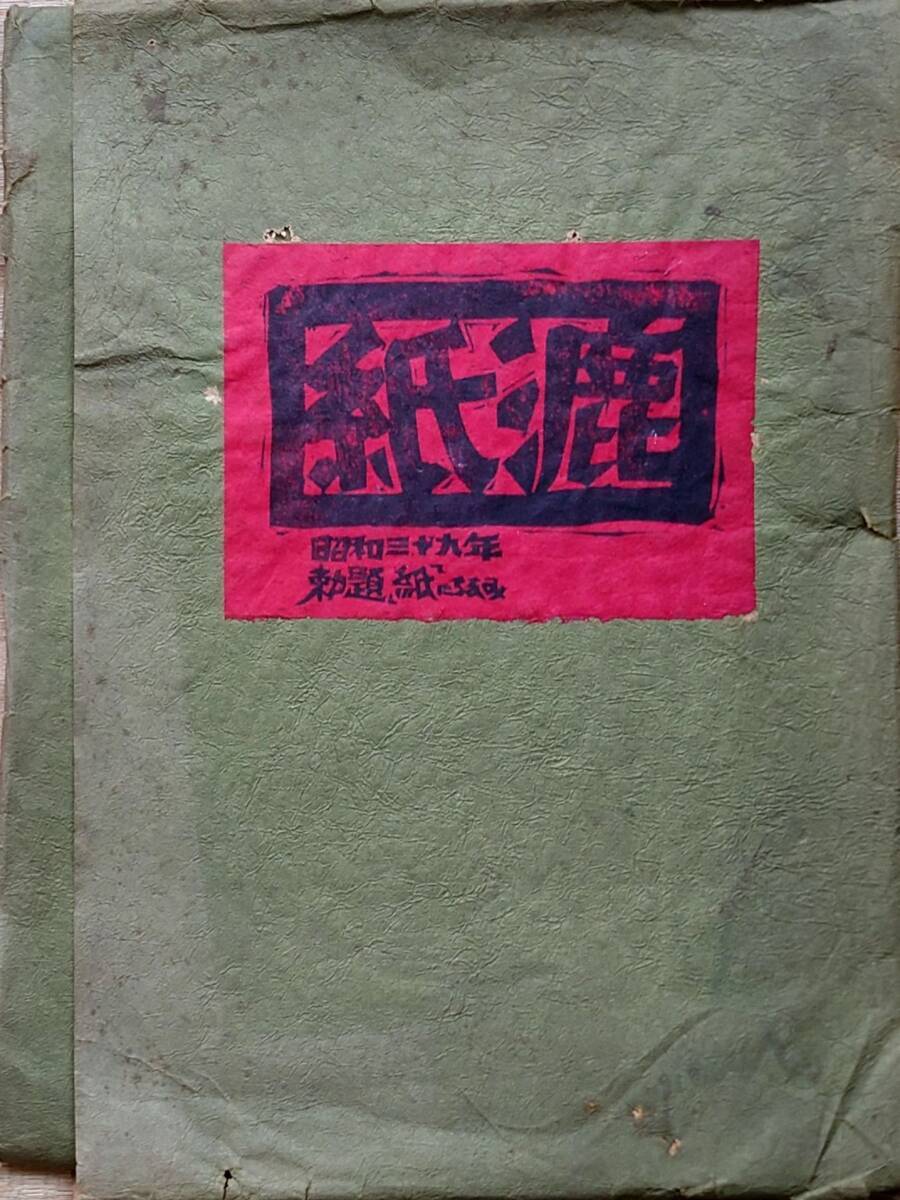 紙漉
昭和三十九年
勅題「紙」にちなみ